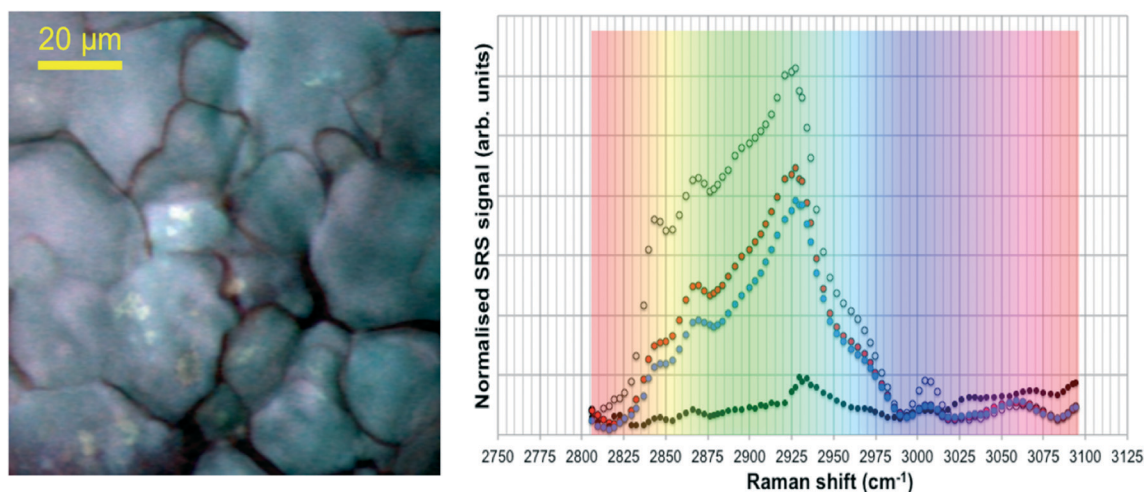 20 µm
Normalised SRS signal (arb. units)
2750 2775 2800 2825 2850 2875 2900 2925 2950 2975 3000 3025 3050 3075 3100 3125
Raman shift (cm⁻¹)